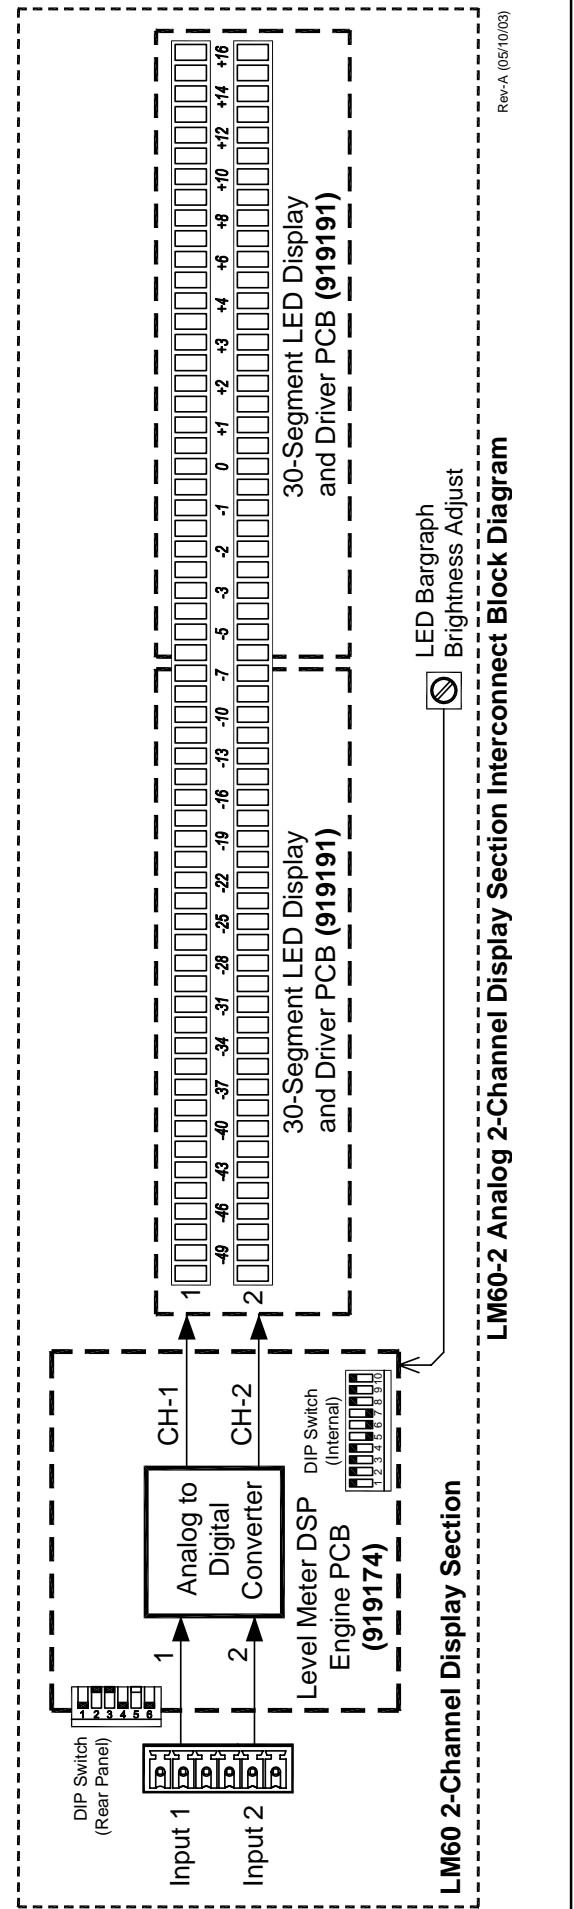 DIP Switch
(Rear Panel)
1 2 3 4 5 6
Input 1
Input 2
1
2
Analog to
Digital
Converter
Level Meter DSP
Engine PCB
(919174)
CH-1
CH-2
DIP Switch
(Internal)
1 2 3 4 5 6 7 8 9 10
1
2
-49 -46 -43 -40 -37 -34 -31 -28 -25 -22 -19 -16 -13 -10 -7 -5 -3 -2 -1 0 +1 +2 +3 +4 +6 +8 +10 +12 +14 +16
30-Segment LED Display
and Driver PCB (919191)
30-Segment LED Display
and Driver PCB (919191)
LED Bargraph
Brightness Adjust
LM60 2-Channel Display Section
LM60-2 Analog 2-Channel Display Section Interconnect Block Diagram
Rev-A (05/10/03)